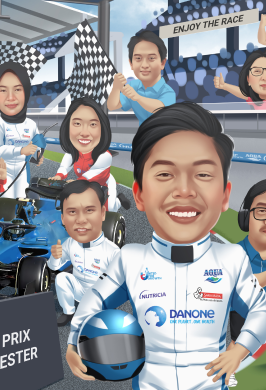 ENJOY THE RACE
AQUA
NUTRICIA
DANONE
ONE PLANET. ONE HEALTH
PRIX
ESTER